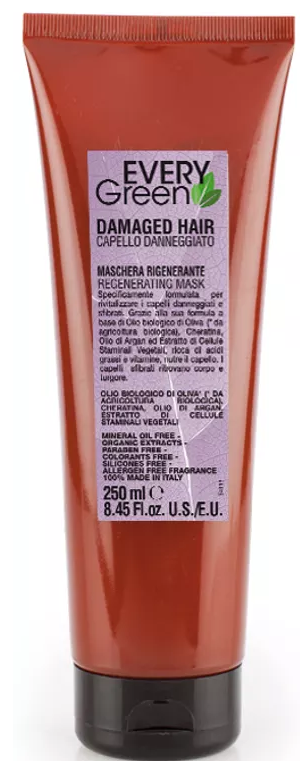 EVERY
Green
DAMAGED HAIR
CAPELLO DANNEGGIATO
MASCHERA RIGENERANTE
REGENERATING MASK
Specificamente formulata per
rivitalizzare i capelli danneggiati e
sfibrati. Grazie alla sua formula a
base di Olio biologico di Oliva (* da
agricoltura biologica), Cheratina,
Olio di Argan ed Estratto di Cellule
Staminali Vegetali, ricca di acidi
grassi e vitamine, nutre il capello. I
capelli sfibrati ritrovano corpo e
turgore.
OLIO BIOLOGICO DI OLIVA* (* DA
AGRICOLTURA BIOLOGICA),
CHERATINA, OLIO DI ARGAN,
ESTRATTO DI CELLULE
STAMINALI VEGETALI
MINERAL OIL FREE -
ORGANIC EXTRACTS -
PARABEN FREE -
COLORANTS FREE -
SILICONES FREE -
ALLERGEN FREE FRAGRANCE
100% MADE IN ITALY
250 ml
8.45 Fl.oz. U.S./E.U.